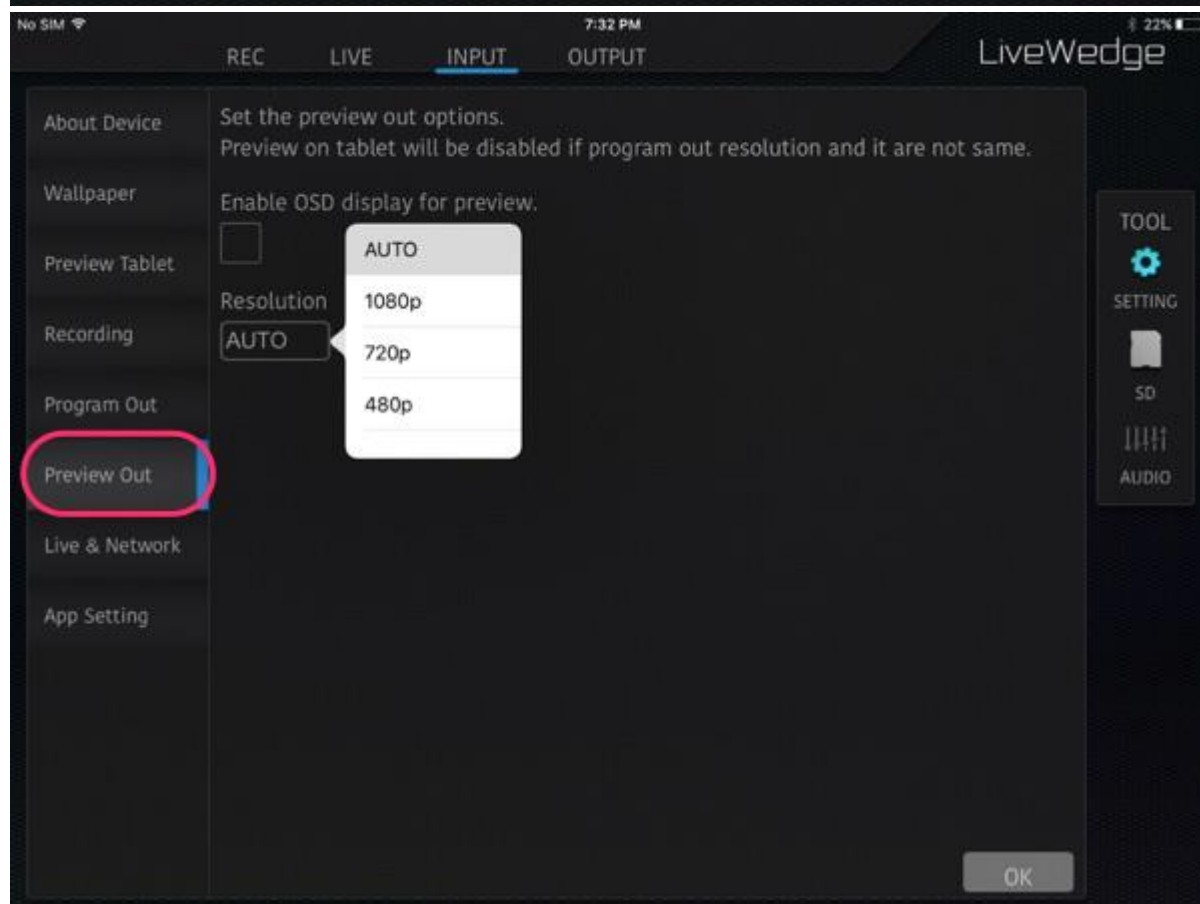 No SIM 7:32 PM 22%
REC LIVE INPUT OUTPUT LiveWedge
About Device
Wallpaper
Preview Tablet
Recording
Program Out
Preview Out
Live & Network
App Setting
Set the preview out options.
Preview on tablet will be disabled if program out resolution and it are not same.
Enable OSD display for preview.
Resolution
AUTO
AUTO
1080p
720p
480p
TOOL
SETTING
SD
AUDIO
OK